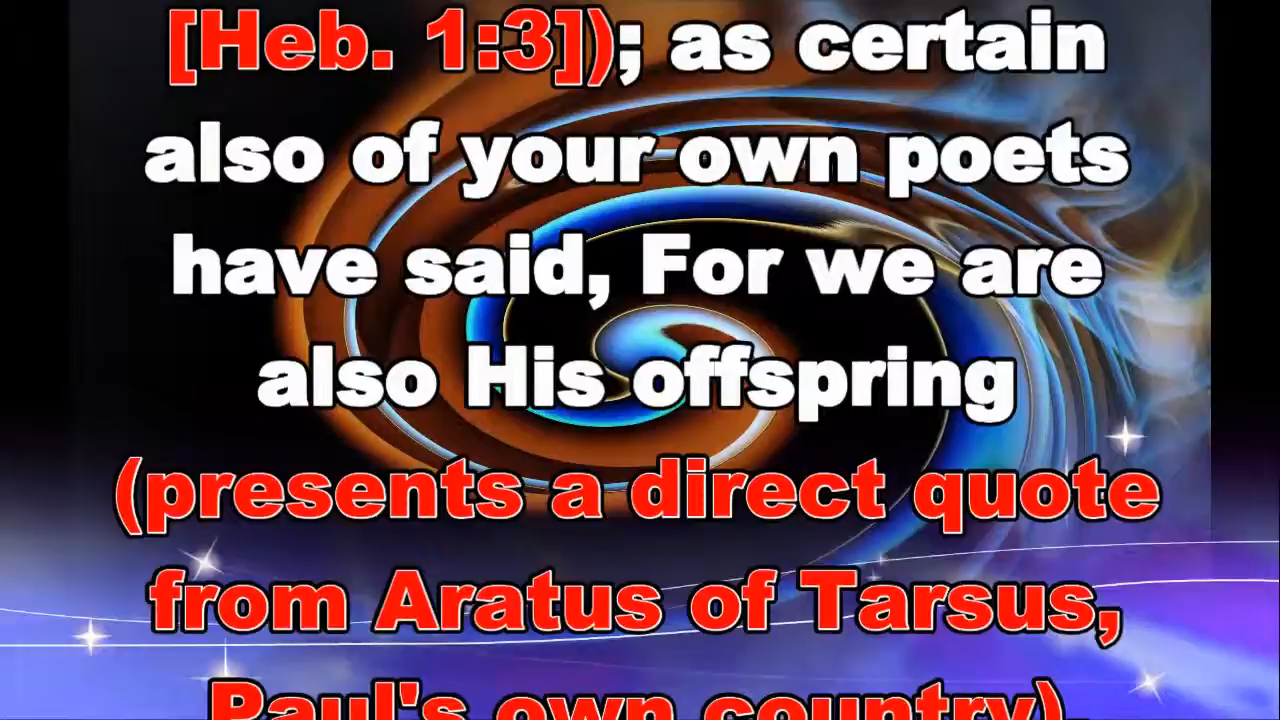 [Heb. 1:3]); as certain
also of your own poets
have said, For we are
also His offspring
(presents a direct quote
from Aratus of Tarsus,
Paul's own country).